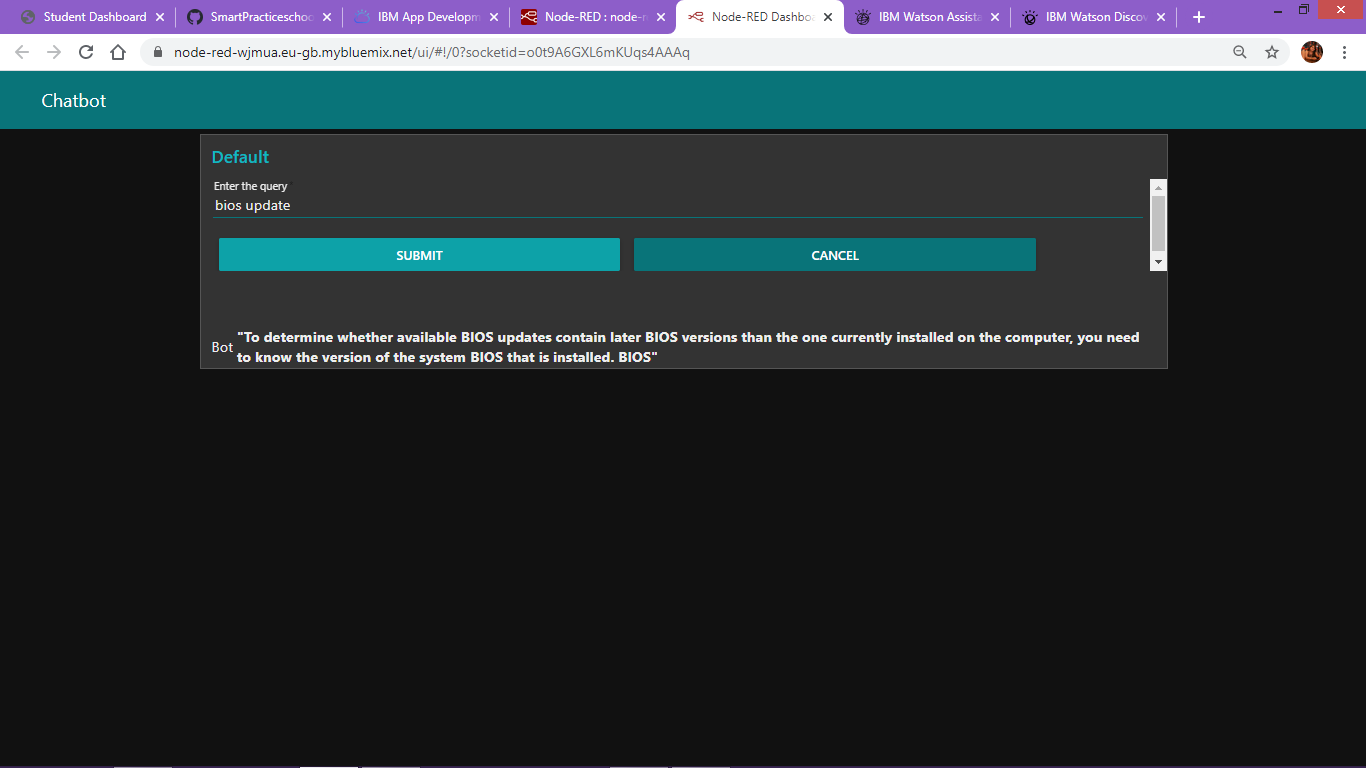 Student Dashboard
SmartPracticeschoo
IBM App Developm
Node-RED : node-r
Node-RED Dashboa
IBM Watson Assista
IBM Watson Discov
node-red-wjmua.eu-gb.mybluemix.net/ui/#!/0?socketid=o0t9A6GXL6mKUqs4AAAq
Chatbot
Default
Enter the query
bios update
SUBMIT CANCEL
"To determine whether available BIOS updates contain later BIOS versions than the one currently installed on the computer, you need
Bot
to know the version of the system BIOS that is installed. BIOS"